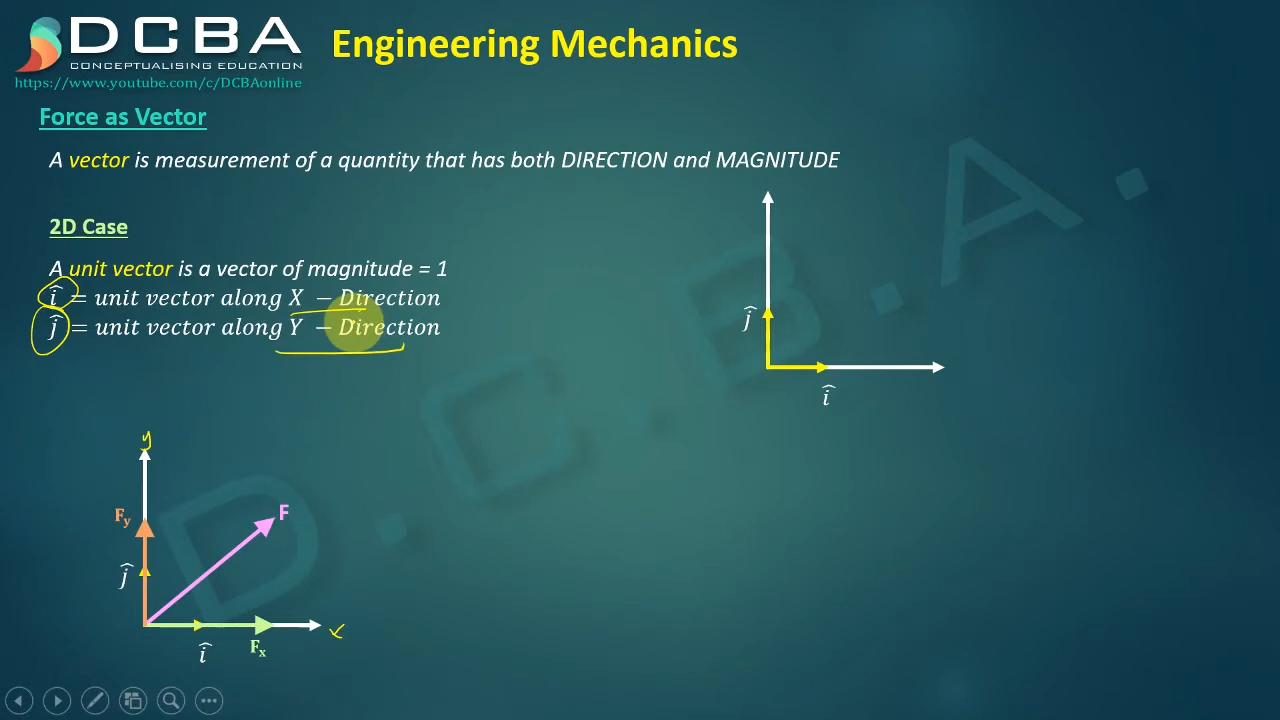 DCBA
CONCEPTUALISING EDUCATION
https://www.youtube.com/c/DCBAonline
Engineering Mechanics
Force as Vector
A vector is measurement of a quantity that has both DIRECTION and MAGNITUDE
2D Case
A unit vector is a vector of magnitude = 1
î = unit vector along X − Direction
ĵ = unit vector along Y − Direction
ĵ
î
y
F
Fy
ĵ
x
î
Fx
D.C.B.A.